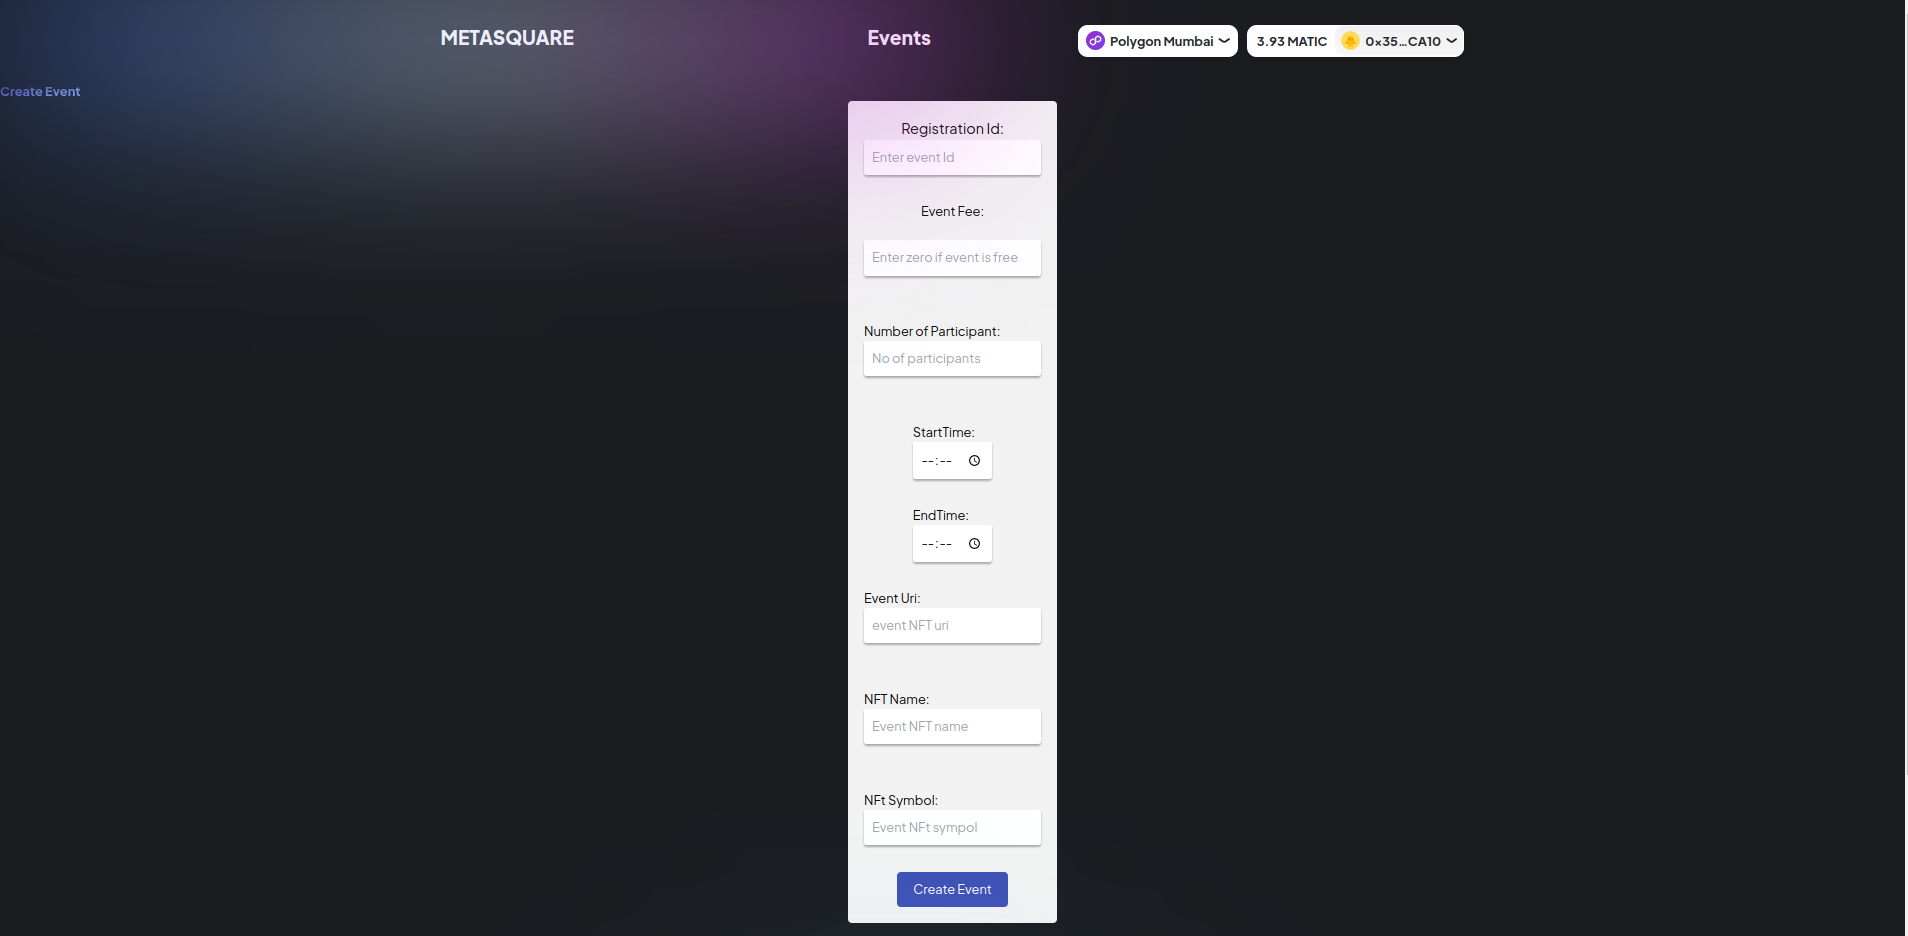 METASQUARE
Events
Polygon Mumbai
3.93 MATIC
0x35…CA10
Create Event
Registration Id:
Enter event Id
Event Fee:
Enter zero if event is free
Number of Participant:
No of participants
StartTime:
--:--
EndTime:
--:--
Event Uri:
event NFT uri
NFT Name:
Event NFT name
NFt Symbol:
Event NFt sympol
Create Event